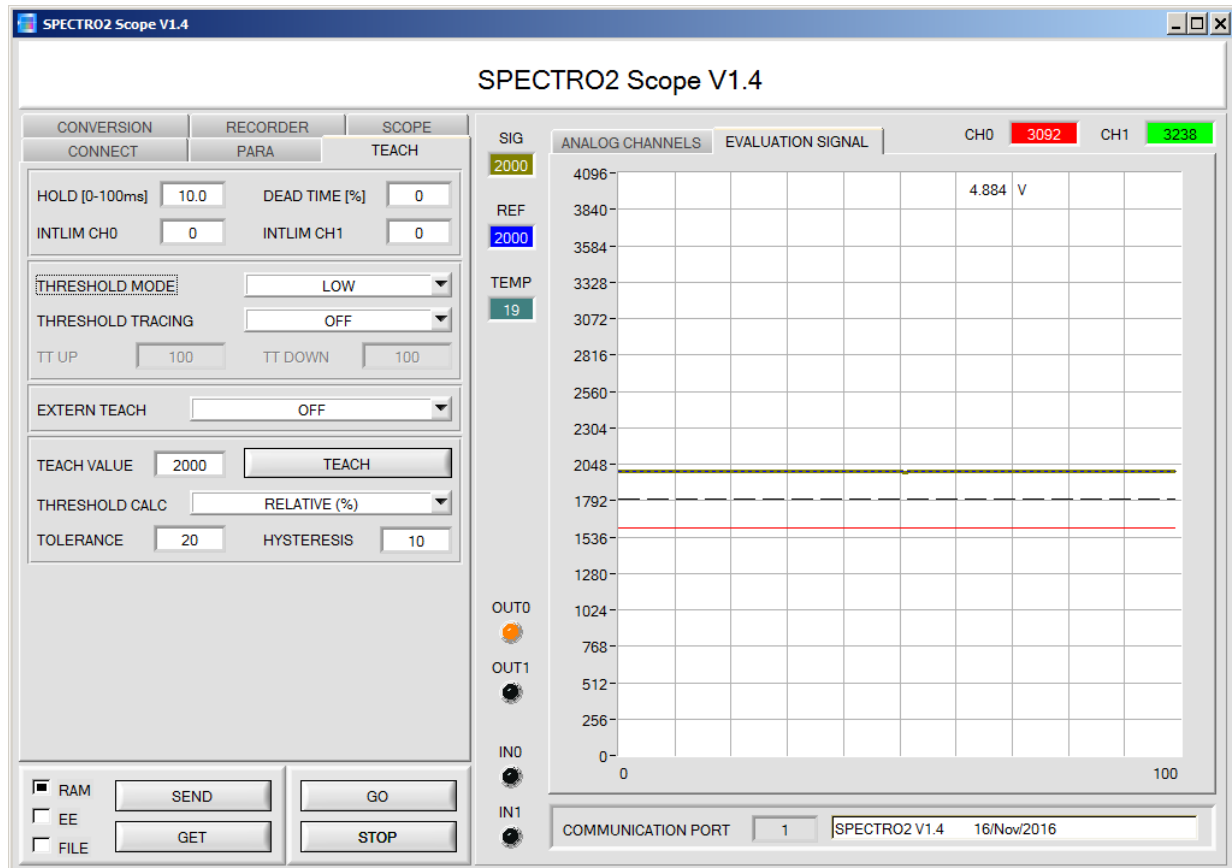 SPECTRO2 Scope V1.4
SPECTRO2 Scope V1.4
CONVERSION RECORDER SCOPE
CONNECT PARA TEACH
HOLD [0-100ms] 10.0 DEAD TIME [%] 0
INTLIM CH0 0 INTLIM CH1 0
THRESHOLD MODE LOW
THRESHOLD TRACING OFF
TT UP 100 TT DOWN 100
EXTERN TEACH OFF
TEACH VALUE 2000 TEACH
THRESHOLD CALC RELATIVE (%)
TOLERANCE 20 HYSTERESIS 10
RAM
EE
FILE
SEND
GET
GO
STOP
SIG
2000
REF
2000
TEMP
19
OUT0
OUT1
IN0
IN1
ANALOG CHANNELS EVALUATION SIGNAL CH0 3092 CH1 3238
4.884 V
4096
3840
3584
3328
3072
2816
2560
2304
2048
1792
1536
1280
1024
768
512
256
0
0 100
COMMUNICATION PORT 1 SPECTRO2 V1.4 16/Nov/2016